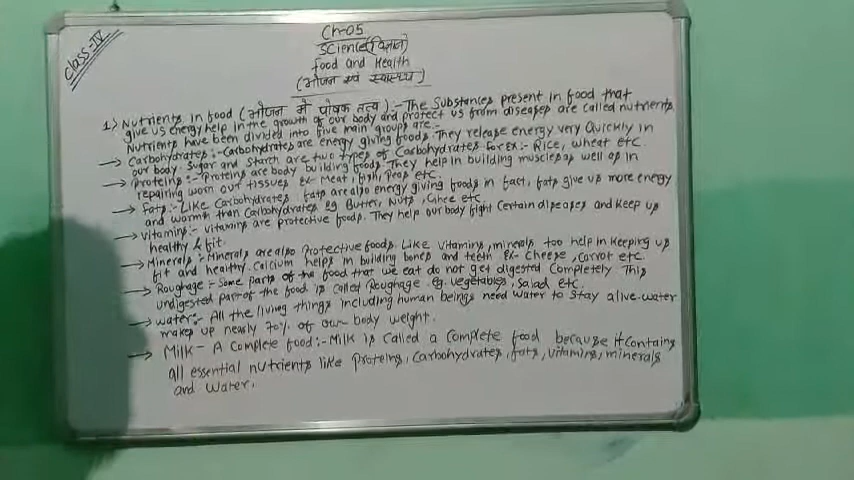 Class-IV
Ch-05
Science(विज्ञान)
Food and Health
(भोजन एवं स्वास्थ्य)
1.) Nutrients in food (भोजन में पोषक तत्व) :- The Substances present in food that
give us energy help in the growth of our body and protect us from diseases are called nutrients
Nutrients have been divided into five main groups are:-
→ Carbohydrates:- Carbohydrates are energy giving foods. They release energy very Quickly in
our body. Sugar and Starch are two types of Carbohydrates for ex:- Rice, wheat etc.
→ Proteins:- Proteins are body building foods. They help in building muscles as well as in
repairing worn out tissues Ex- Meat, fish, Peas etc.
→ Fats:- Like Carbohydrates, fats are also energy giving foods in fact, fats give us more energy
and warmth than Carbohydrates eg Butter, Nuts, Ghee etc.
→ Vitamins:- Vitamins are protective foods. They help our body fight Certain diseases and keep us
healthy & fit.
→ Minerals:- Minerals are also Protective foods. Like Vitamins, minerals too help in keeping us
fit and healthy. Calcium helps in building bones and teeth Ex- Cheese, Carrot etc.
→ Roughage:- Some parts of the food that we eat do not get digested Completely This
undigested part of the food is called Roughage. eg. vegetables, Salad etc.
→ Water:- All the living things including human beings need Water to Stay alive-water
makes up nearly 70% of our body weight.
→ Milk - A Complete food:- Milk is Called a Complete food because it Contains
all essential nutrients like Proteins, Carbohydrates, fats, vitamins, minerals
and Water.